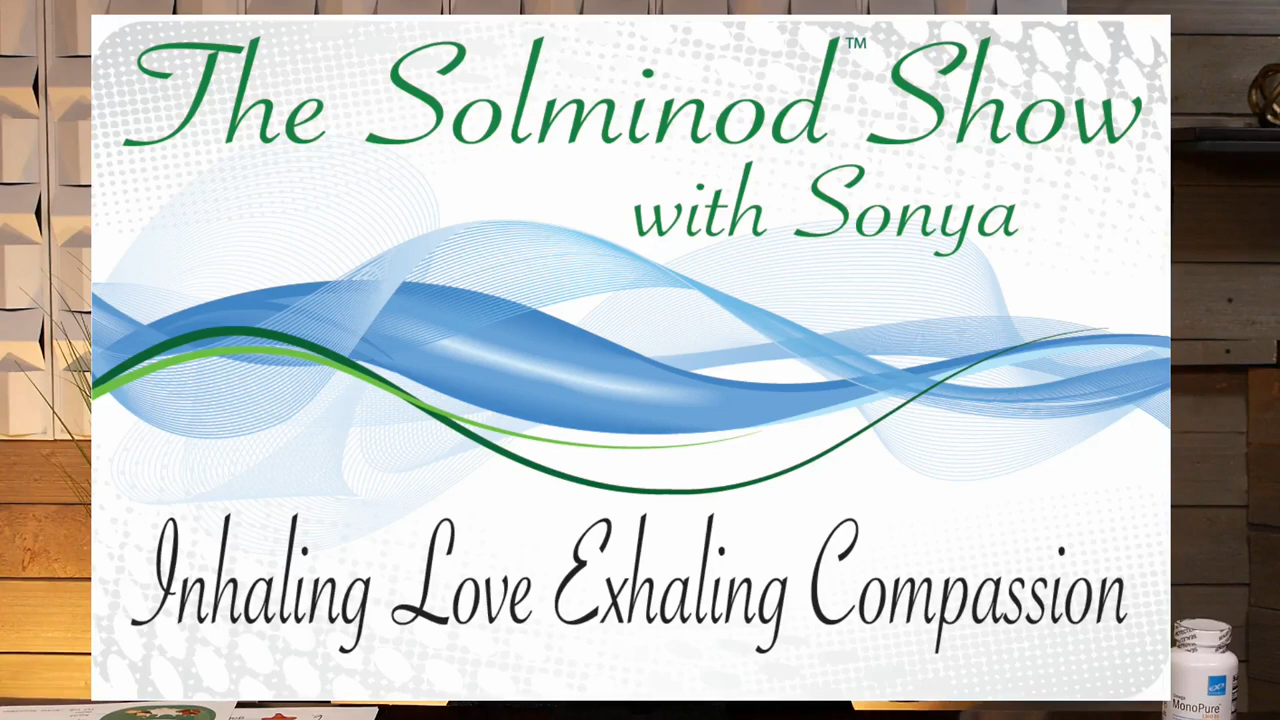 The Solminod™ Show
with Sonya
Inhaling Love Exhaling Compassion
MonoPure